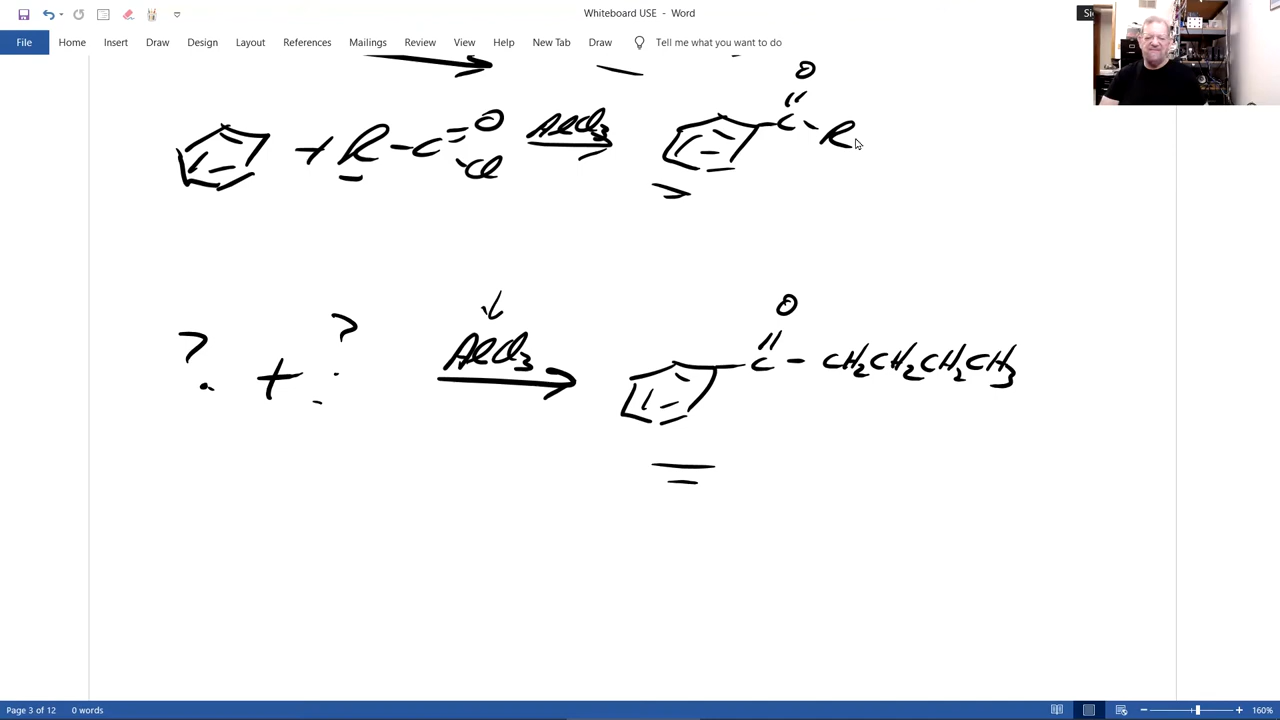 Whiteboard USE - Word
File Home Insert Draw Design Layout References Mailings Review View Help New Tab Draw Tell me what you want to do
O
+ R - C = O AlCl3 C - R
Cl
O
? + ? AlCl3 C - CH2CH2CH2CH3
Page 3 of 12 0 words 160%